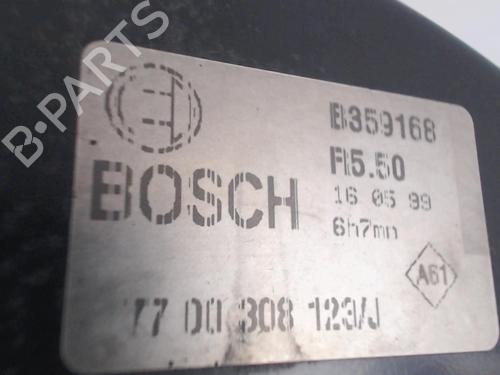 B-PARTS
B359168
R5.50
16 05 99
6h7mn
BOSCH
A61
77 00 308 123/J